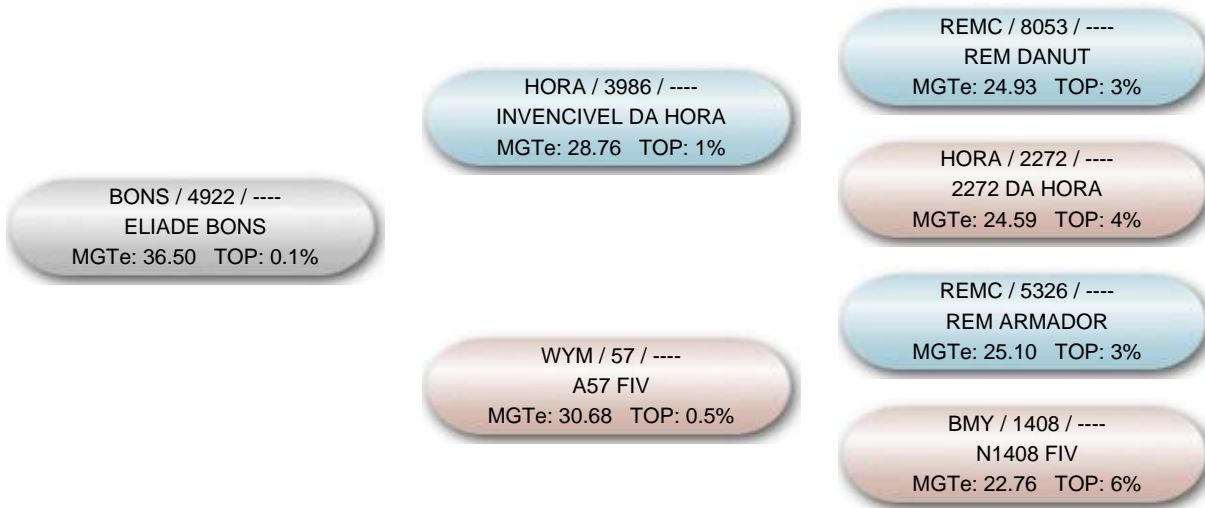 BONS / 4922 / ----
ELIADE BONS
MGTe: 36.50 TOP: 0.1%
HORA / 3986 / ----
INVENCIVEL DA HORA
MGTe: 28.76 TOP: 1%
WYM / 57 / ----
A57 FIV
MGTe: 30.68 TOP: 0.5%
REMC / 8053 / ----
REM DANUT
MGTe: 24.93 TOP: 3%
HORA / 2272 / ----
2272 DA HORA
MGTe: 24.59 TOP: 4%
REMC / 5326 / ----
REM ARMADOR
MGTe: 25.10 TOP: 3%
BMY / 1408 / ----
N1408 FIV
MGTe: 22.76 TOP: 6%